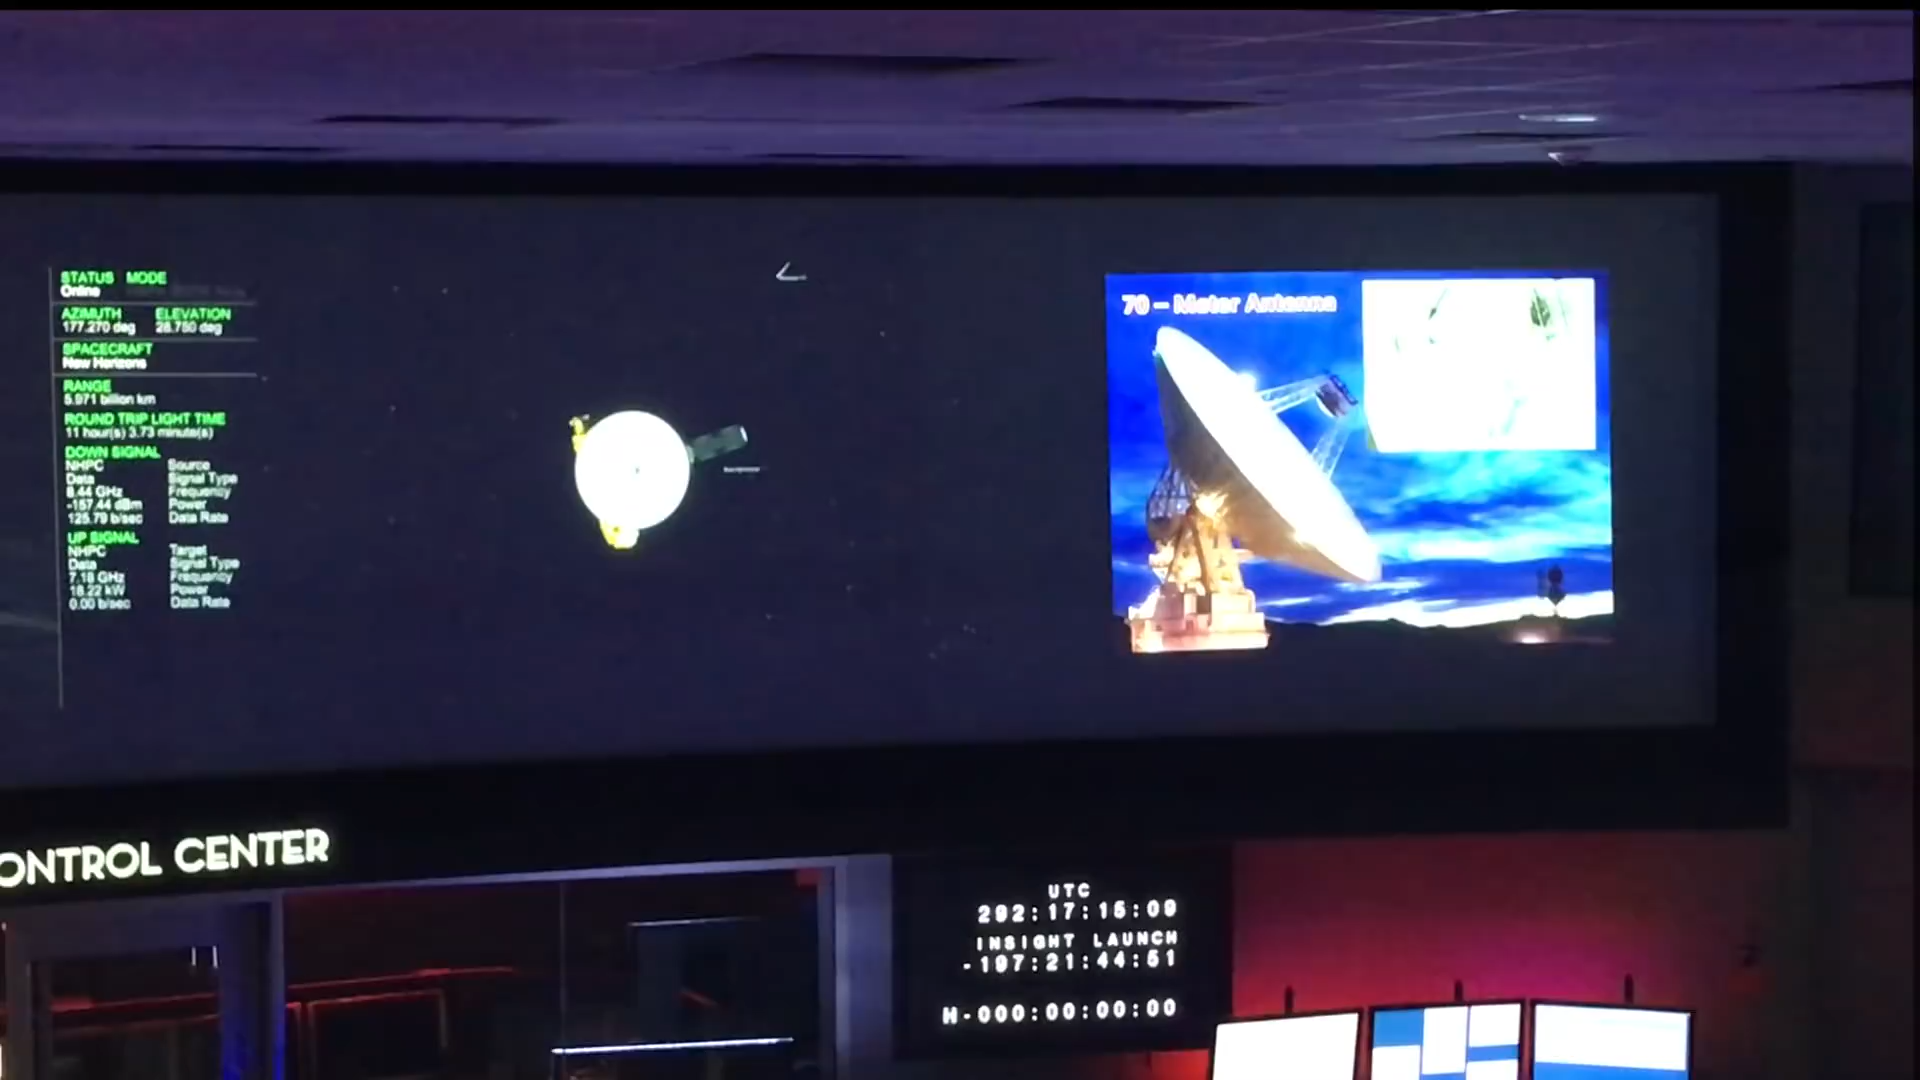 STATUS MODE
Online
AZIMUTH ELEVATION
177.270 deg 28.750 deg
SPACECRAFT
New Horizons
RANGE
5.971 billion km
ROUND TRIP LIGHT TIME
11 hour(s) 3.73 minute(s)
DOWN SIGNAL
NHPC Source
Data Signal Type
8.44 GHz Frequency
-157.44 dBm Power
125.79 b/sec Data Rate
UP SIGNAL
NHPC Target
Data Signal Type
7.18 GHz Frequency
18.22 kW Power
0.00 b/sec Data Rate
70 – Meter Antenna
ONTROL CENTER
UTC
292:17:15:09
INSIGHT LAUNCH
-197:21:44:51
H-000:00:00:00